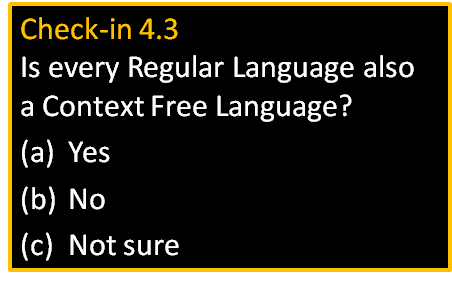 Check-in 4.3
Is every Regular Language also
a Context Free Language?
(a) Yes
(b) No
(c) Not sure